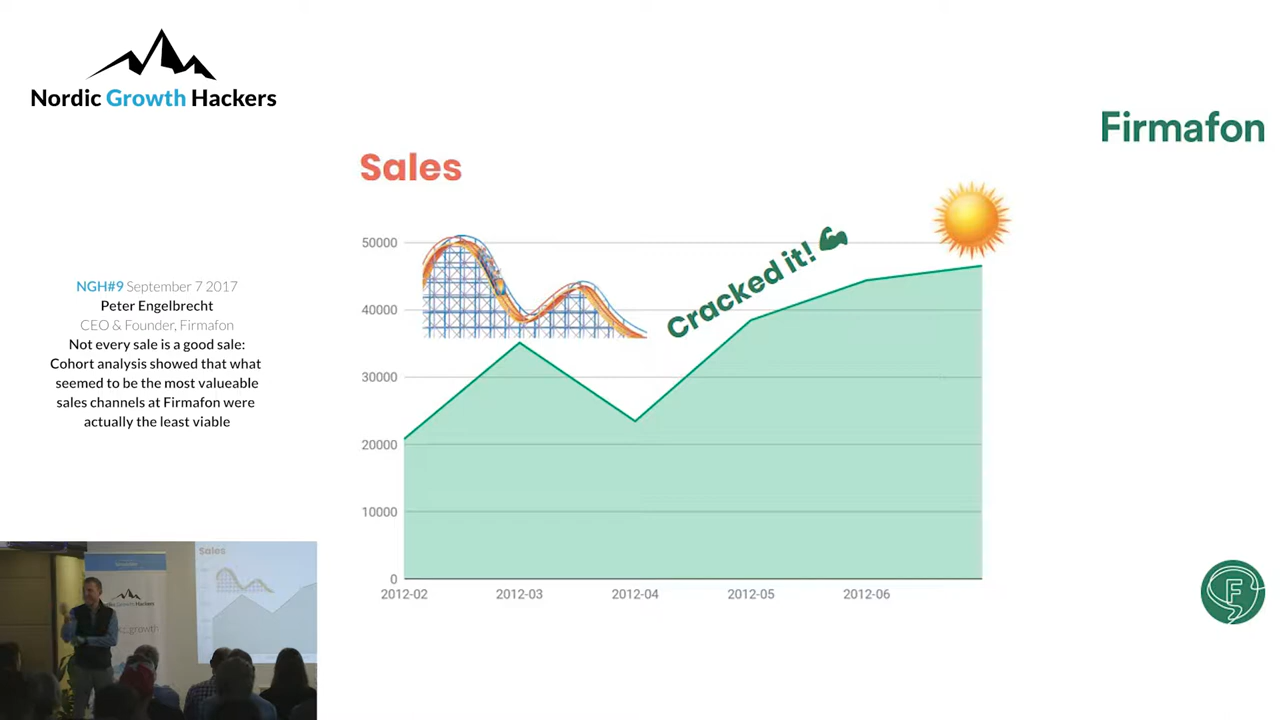 Nordic Growth Hackers
Firmafon
Sales
Cracked it!
50000
40000
30000
20000
10000
0
2012-02
2012-03
2012-04
2012-05
2012-06
NGH#9 September 7 2017
Peter Engelbrecht
CEO & Founder, Firmafon
Not every sale is a good sale:
Cohort analysis showed that what
seemed to be the most valueable
sales channels at Firmafon were
actually the least viable
Sales
Growth Hackers
growth
F